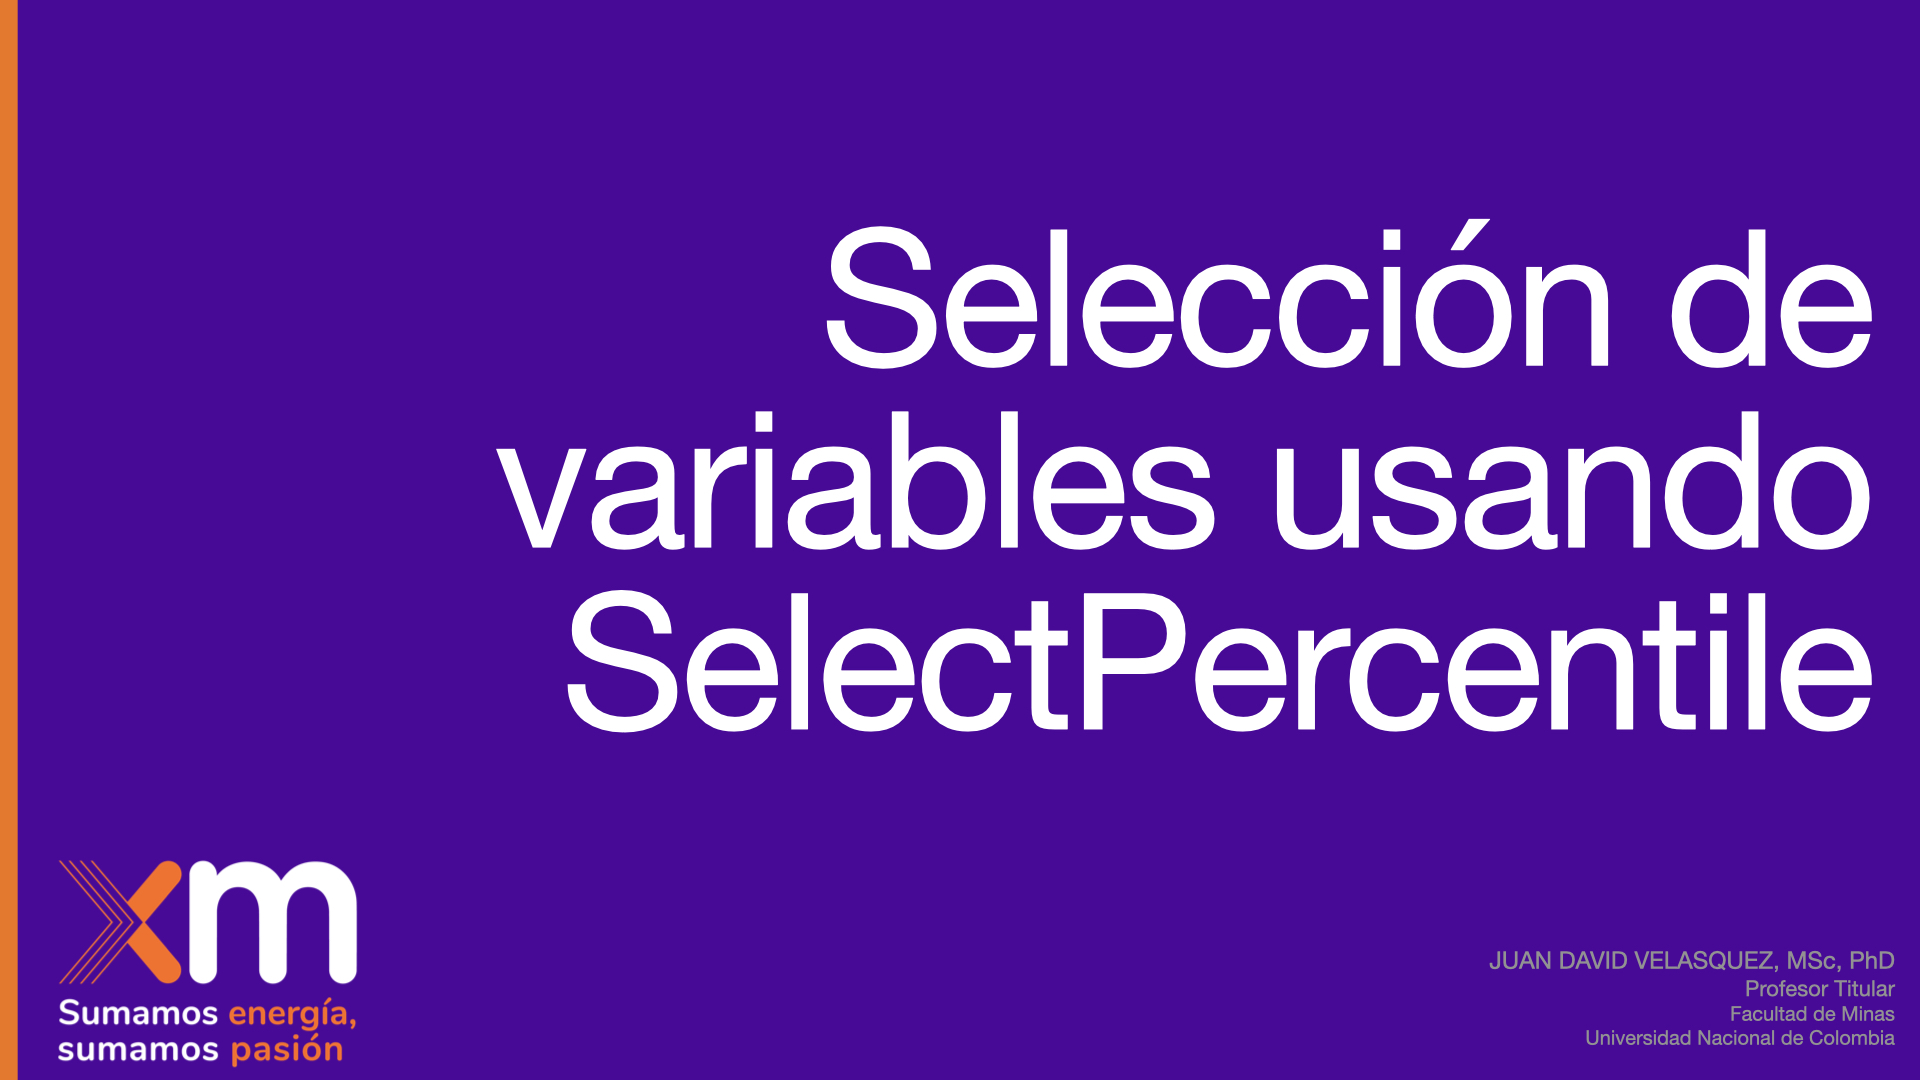 Selección de
variables usando
SelectPercentile
xm
Sumamos energía,
sumamos pasión
JUAN DAVID VELASQUEZ, MSc, PhD
Profesor Titular
Facultad de Minas
Universidad Nacional de Colombia